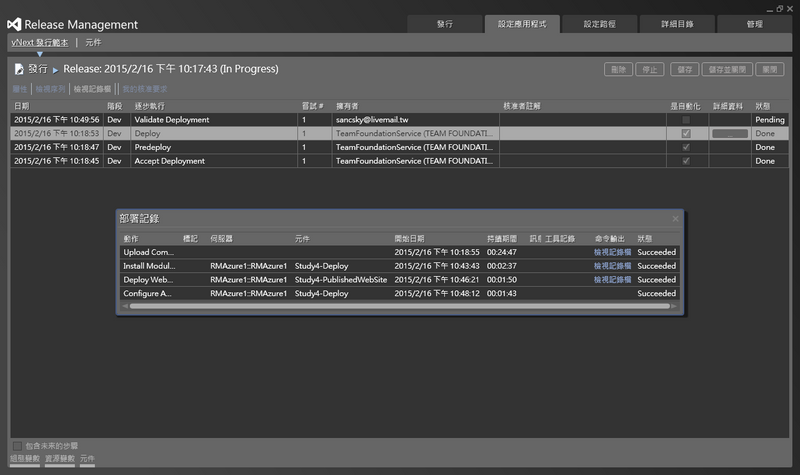 Release Management
發行 設定應用程式 設定路徑 詳細目錄 管理
vNext 發行範本 元件
發行 Release: 2015/2/16 下午 10:17:43 (In Progress)
刪除 停止 儲存 儲存並關閉 關閉
屬性 檢視序列 檢視記錄檔 我的核准要求
日期 階段 逐步執行 嘗試 # 擁有者 核准者註解 是自動化 詳細資料 狀態
2015/2/16 下午 10:49:56 Dev Validate Deployment 1 sancsky@livemail.tw Pending
2015/2/16 下午 10:18:53 Dev Deploy 1 TeamFoundationService (TEAM FOUNDATI... ... Done
2015/2/16 下午 10:18:47 Dev Predeploy 1 TeamFoundationService (TEAM FOUNDATI... Done
2015/2/16 下午 10:18:45 Dev Accept Deployment 1 TeamFoundationService (TEAM FOUNDATI... Done
部署記錄
動作 標記 伺服器 元件 開始日期 持續期間 訊息 工具記錄 命令輸出 狀態
Upload Com... 2015/2/16 下午 10:18:55 00:24:47 檢視記錄檔 Succeeded
Install Modul... RMAzure1::RMAzure1 Study4-Deploy 2015/2/16 下午 10:43:43 00:02:37 檢視記錄檔 Succeeded
Deploy Web... RMAzure1::RMAzure1 Study4-PublishedWebSite 2015/2/16 下午 10:46:21 00:01:50 檢視記錄檔 Succeeded
Configure A... RMAzure1::RMAzure1 Study4-Deploy 2015/2/16 下午 10:48:12 00:01:43 Succeeded
包含未來的步驟
組態變數 資源變數 元件